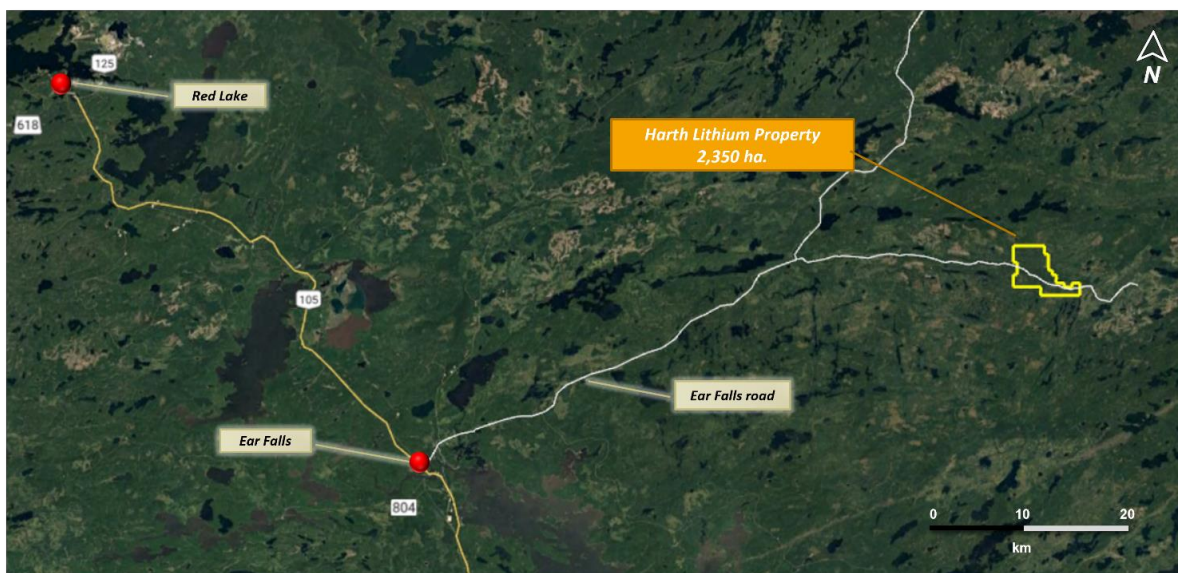 125
N
Red Lake
618
Harth Lithium Property
2,350 ha.
105
Ear Falls road
Ear Falls
804
0 10 20
km